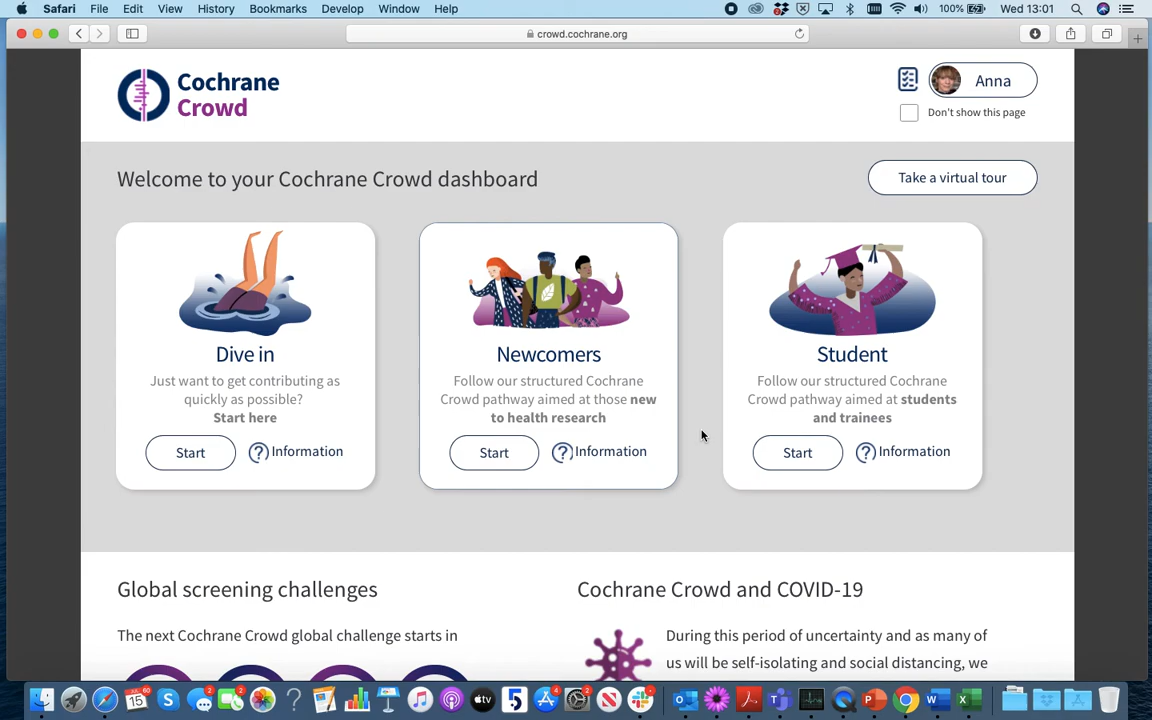 Safari File Edit View History Bookmarks Develop Window Help 100% Wed 13:01
crowd.cochrane.org
Cochrane
Crowd
Anna
Don't show this page
Welcome to your Cochrane Crowd dashboard
Take a virtual tour
Dive in
Just want to get contributing as
quickly as possible?
Start here
Start
? Information
Newcomers
Follow our structured Cochrane
Crowd pathway aimed at those new
to health research
Start
? Information
Student
Follow our structured Cochrane
Crowd pathway aimed at students
and trainees
Start
? Information
Global screening challenges
The next Cochrane Crowd global challenge starts in
Cochrane Crowd and COVID-19
During this period of uncertainty and as many of
us will be self-isolating and social distancing, we